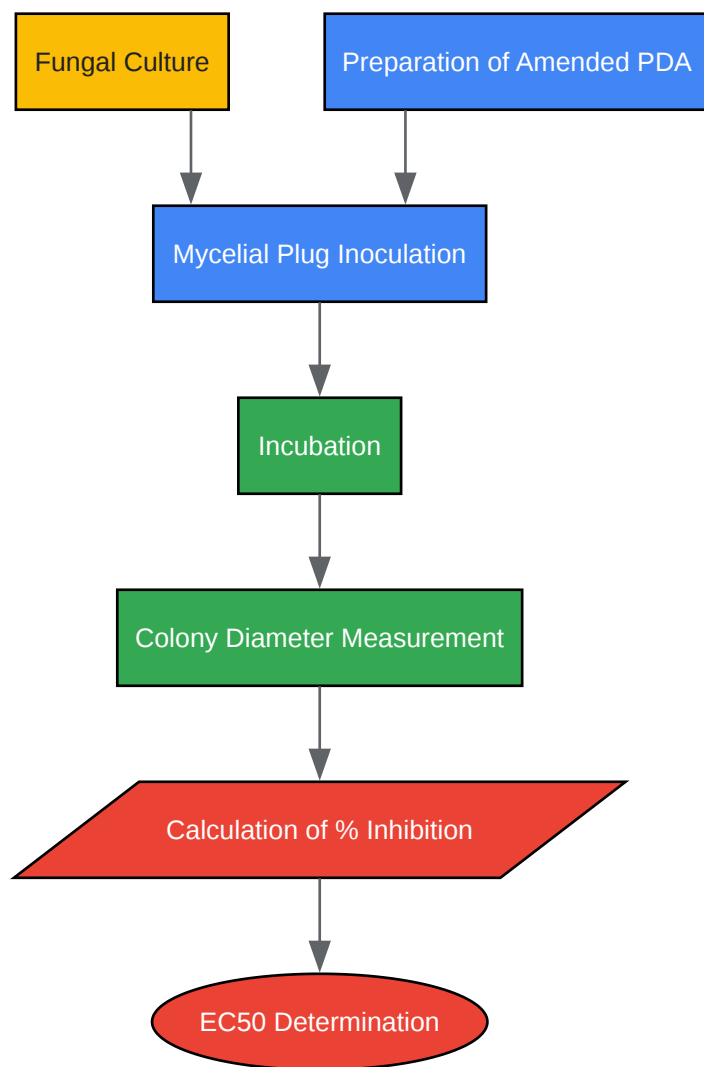 Fungal Culture
Preparation of Amended PDA
Mycelial Plug Inoculation
Incubation
Colony Diameter Measurement
Calculation of % Inhibition
EC50 Determination